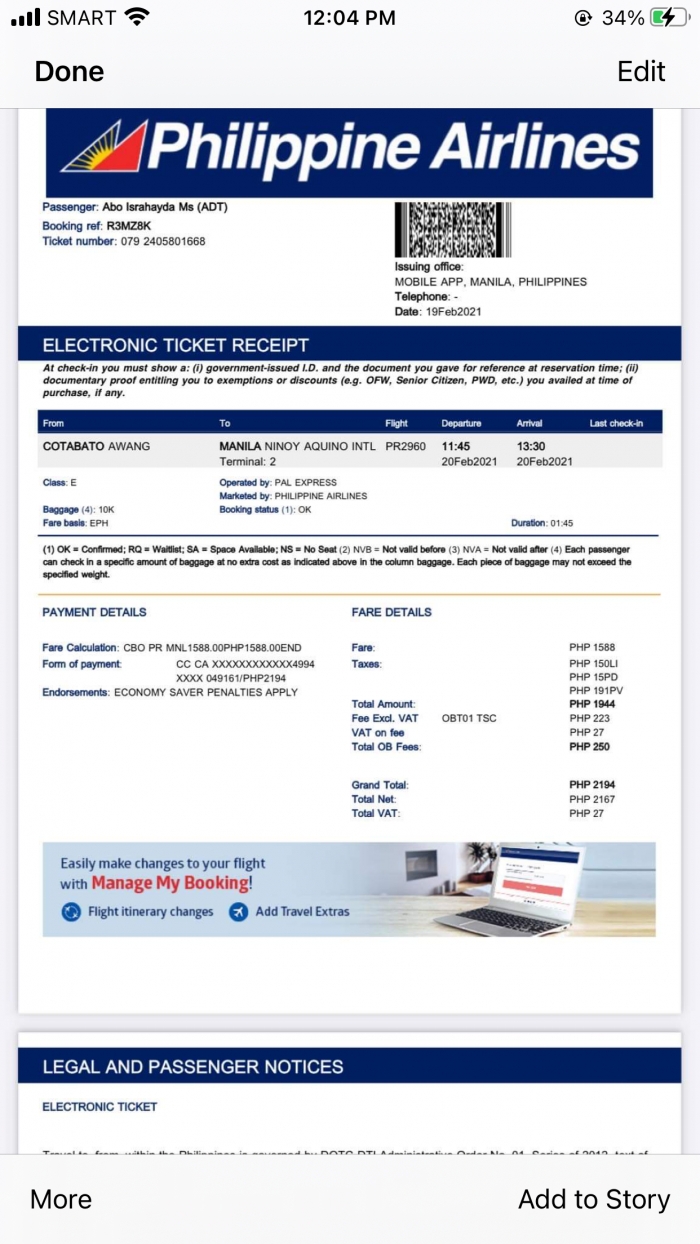 SMART 12:04 PM 34%
Done Edit
Philippine Airlines
Passenger: Abo Israhayda Ms (ADT)
Booking ref: R3MZ8K
Ticket number: 079 2405801668
Issuing office:
MOBILE APP, MANILA, PHILIPPINES
Telephone: -
Date: 19Feb2021
ELECTRONIC TICKET RECEIPT
At check-in you must show a: (i) government-issued I.D. and the document you gave for reference at reservation time; (ii)
documentary proof entitling you to exemptions or discounts (e.g. OFW, Senior Citizen, PWD, etc.) you availed at time of
purchase, if any.
From To Flight Departure Arrival Last check-in
COTABATO AWANG MANILA NINOY AQUINO INTL PR2960 11:45 13:30
Terminal: 2 20Feb2021 20Feb2021
Class: E Operated by: PAL EXPRESS
Marketed by: PHILIPPINE AIRLINES
Baggage (4): 10K Booking status (1): OK
Fare basis: EPH Duration: 01:45
(1) OK = Confirmed; RQ = Waitlist; SA = Space Available; NS = No Seat (2) NVB = Not valid before (3) NVA = Not valid after (4) Each passenger
can check in a specific amount of baggage at no extra cost as indicated above in the column baggage. Each piece of baggage may not exceed the
specified weight.
PAYMENT DETAILS FARE DETAILS
Fare Calculation: CBO PR MNL1588.00PHP1588.00END Fare: PHP 1588
Form of payment: CC CA XXXXXXXXXXXX4994 Taxes: PHP 150LI
XXXX 049161/PHP2194 PHP 15PD
Endorsements: ECONOMY SAVER PENALTIES APPLY PHP 191PV
Total Amount: PHP 1944
Fee Excl. VAT OBT01 TSC PHP 223
VAT on fee PHP 27
Total OB Fees: PHP 250
Grand Total: PHP 2194
Total Net: PHP 2167
Total VAT: PHP 27
Easily make changes to your flight
with Manage My Booking!
Flight itinerary changes Add Travel Extras
LEGAL AND PASSENGER NOTICES
ELECTRONIC TICKET
More Add to Story